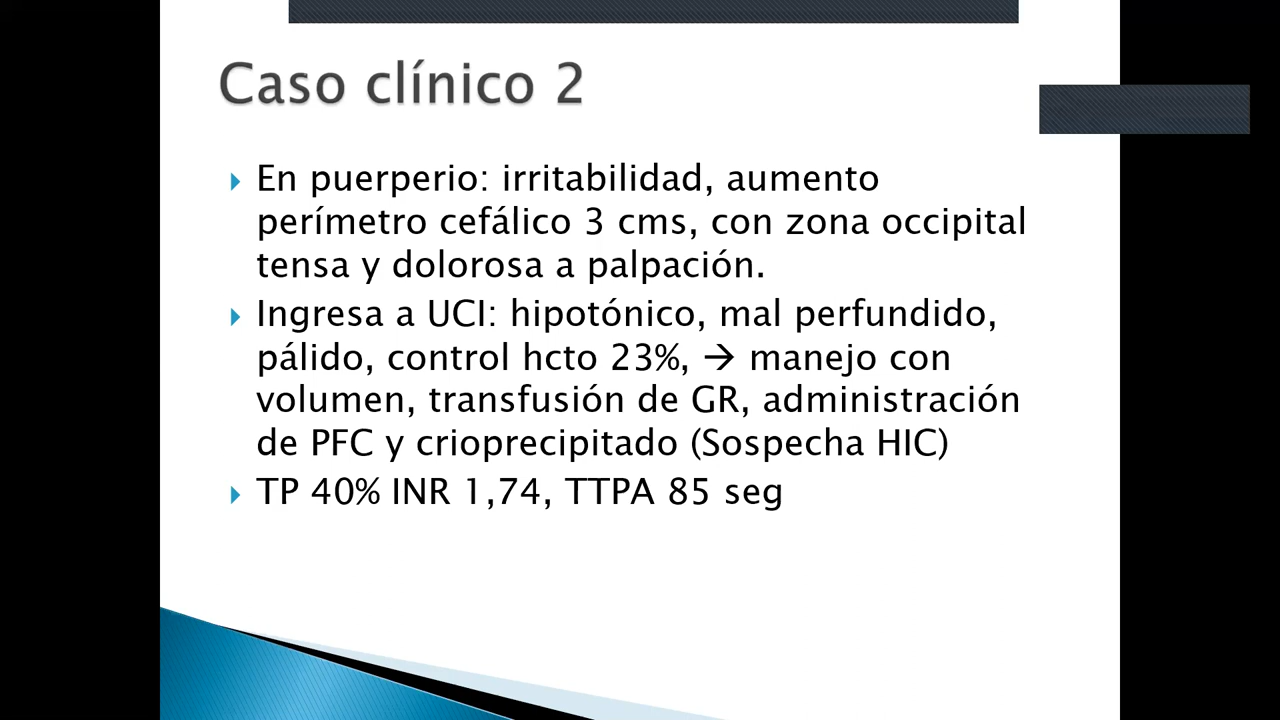 Caso clínico 2
En puerperio: irritabilidad, aumento
perímetro cefálico 3 cms, con zona occipital
tensa y dolorosa a palpación.
Ingresa a UCI: hipotónico, mal perfundido,
pálido, control hcto 23%, → manejo con
volumen, transfusión de GR, administración
de PFC y crioprecipitado (Sospecha HIC)
TP 40% INR 1,74, TTPA 85 seg